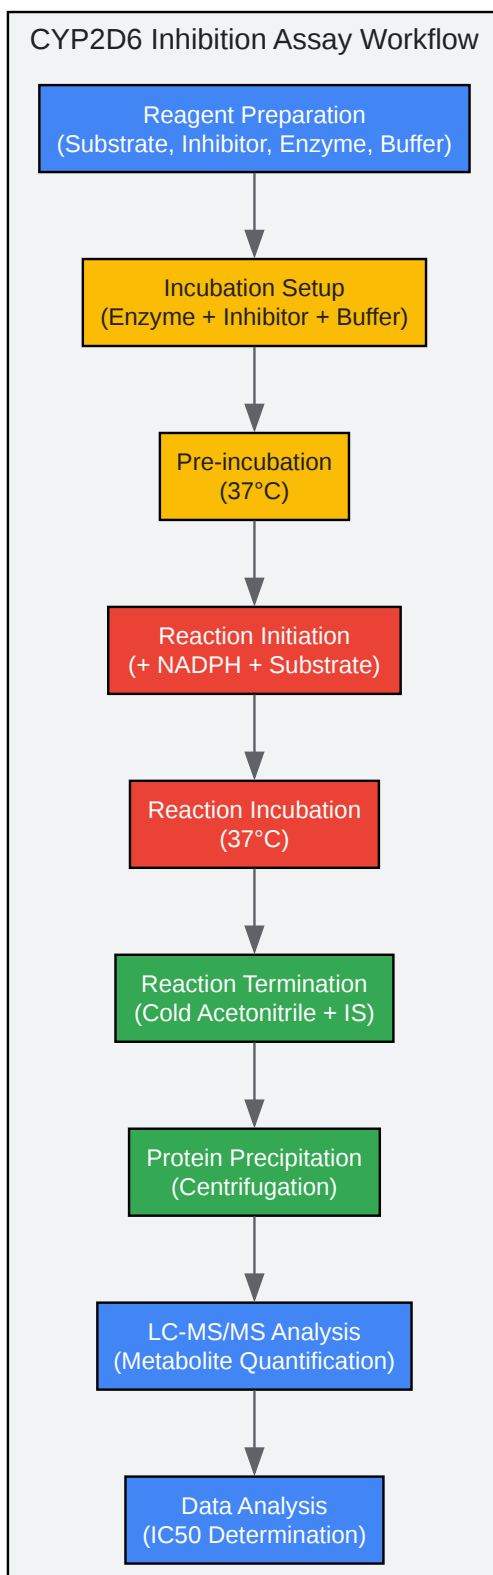 CYP2D6 Inhibition Assay Workflow
Reagent Preparation
(Substrate, Inhibitor, Enzyme, Buffer)
Incubation Setup
(Enzyme + Inhibitor + Buffer)
Pre-incubation
(37°C)
Reaction Initiation
(+ NADPH + Substrate)
Reaction Incubation
(37°C)
Reaction Termination
(Cold Acetonitrile + IS)
Protein Precipitation
(Centrifugation)
LC-MS/MS Analysis
(Metabolite Quantification)
Data Analysis
(IC50 Determination)